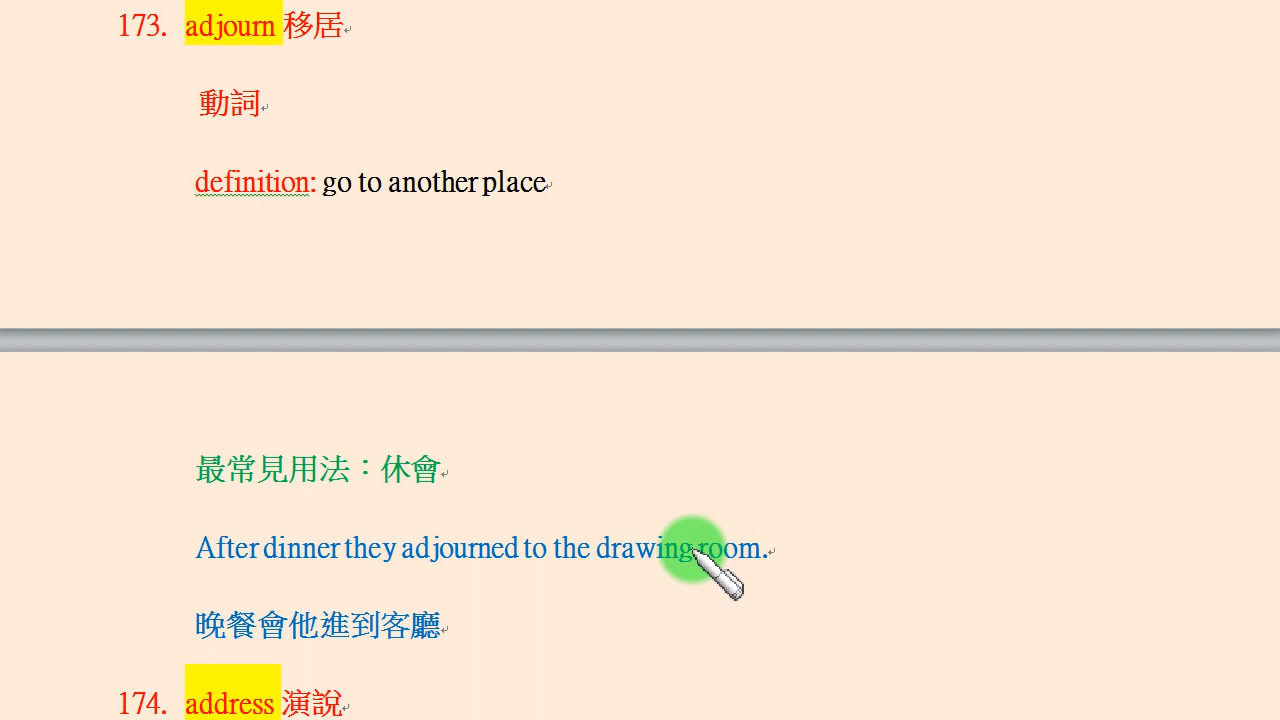 173. adjourn 移居
動詞
definition: go to another place
最常見用法：休會
After dinner they adjourned to the drawing room.
晚餐會他進到客廳
174. address 演說